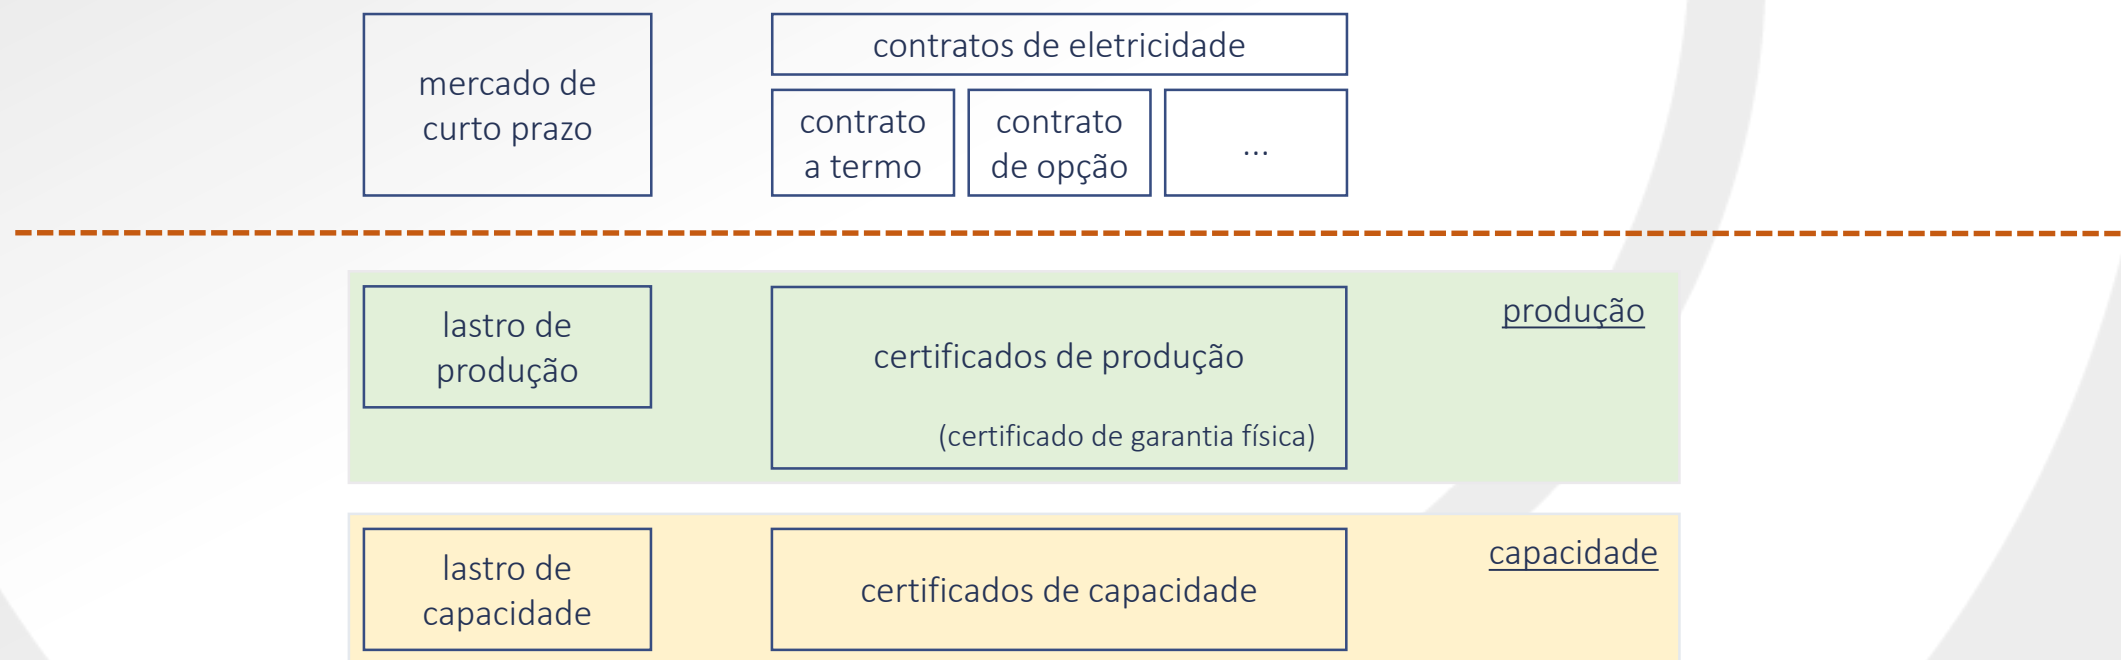 mercado de
curto prazo
contratos de eletricidade
contrato
a termo
contrato
de opção
...
lastro de
produção
certificados de produção
(certificado de garantia física)
produção
lastro de
capacidade
certificados de capacidade
capacidade